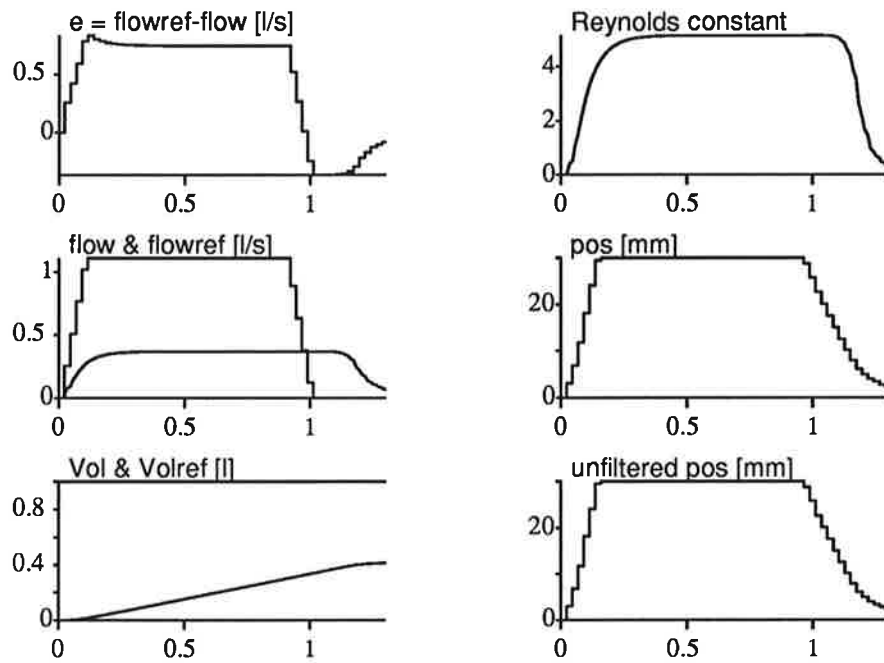 e = flowref-flow [l/s]
0.5
0
0 0.5 1
Reynolds constant
4
2
0
0 0.5 1
flow & flowref [l/s]
1
0.5
0
0 0.5 1
pos [mm]
20
0
0 0.5 1
Vol & Volref [l]
0.8
0.4
0
0 0.5 1
unfiltered pos [mm]
20
0
0 0.5 1